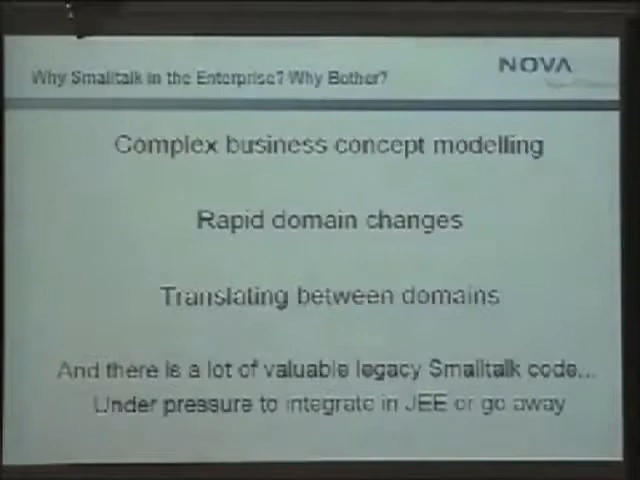 Why Smalltalk in the Enterprise? Why Bother?
NOVA
Complex business concept modelling
Rapid domain changes
Translating between domains
And there is a lot of valuable legacy Smalltalk code...
Under pressure to integrate in JEE or go away